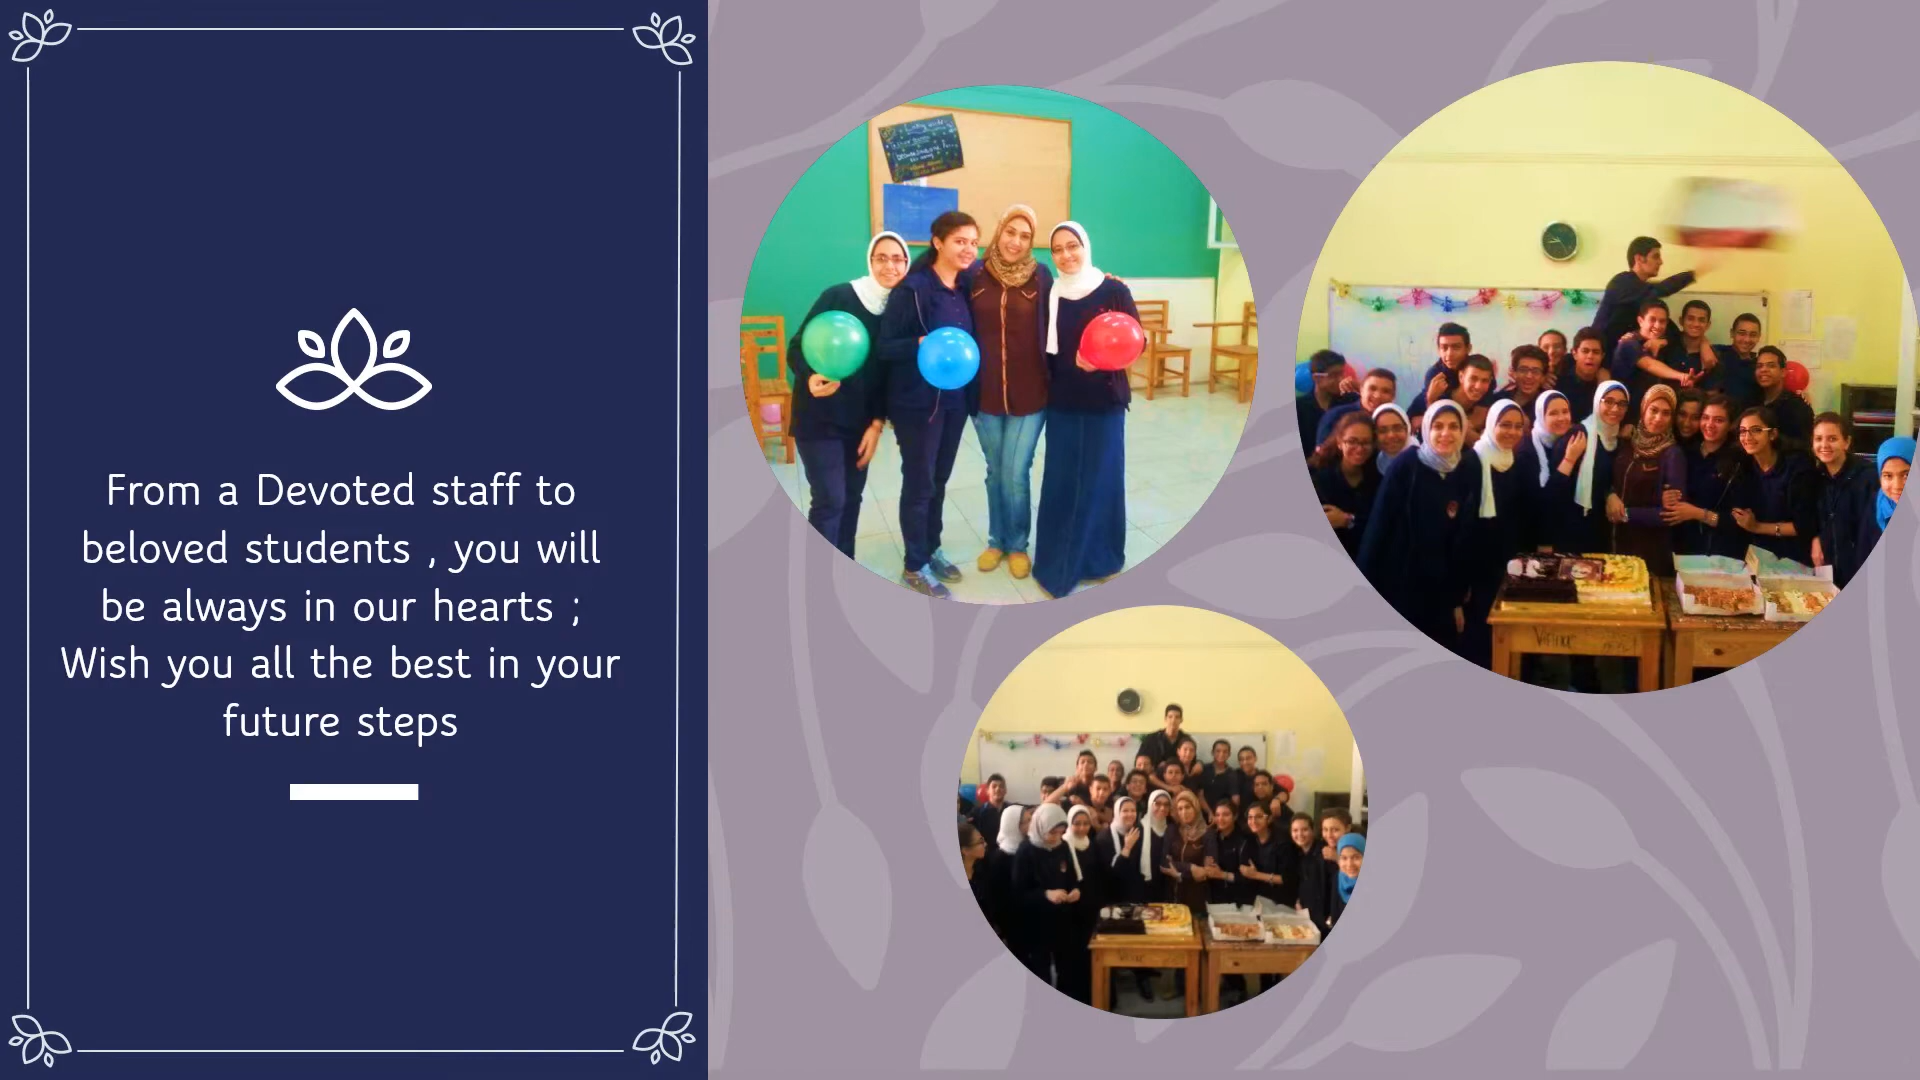 From a Devoted staff to
beloved students , you will
be always in our hearts ;
Wish you all the best in your
future steps